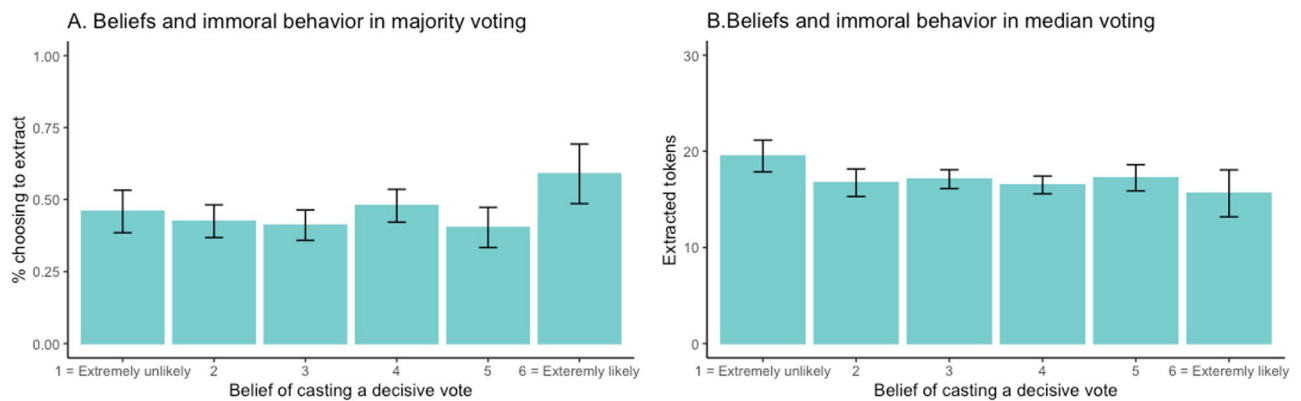 A. Beliefs and immoral behavior in majority voting
1.00
0.75
0.50
0.25
0.00
% choosing to extract
1 = Extremely unlikely 2 3 4 5 6 = Exteremly likely
Belief of casting a decisive vote
B.Beliefs and immoral behavior in median voting
30
20
10
0
Extracted tokens
1 = Extremely unlikely 2 3 4 5 6 = Exteremly likely
Belief of casting a decisive vote